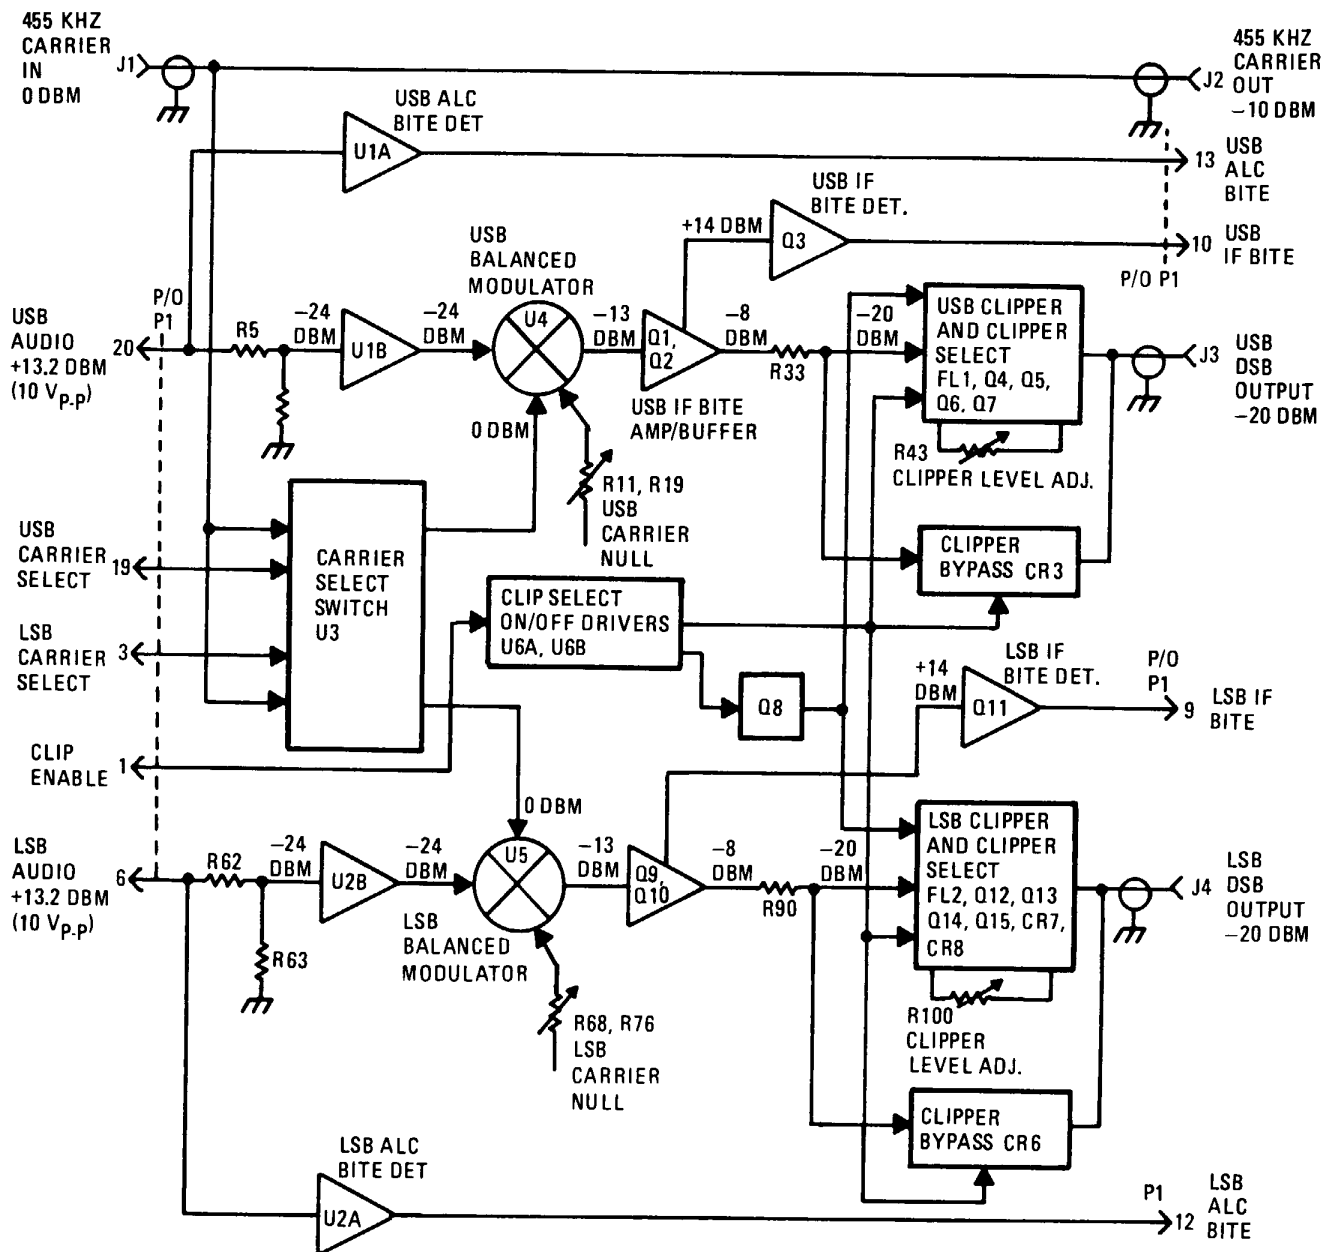 455 KHZ
CARRIER
IN
0 DBM
J1
455 KHZ
CARRIER
OUT
−10 DBM
J2
USB ALC
BITE DET
U1A
13 USB
ALC
BITE
USB IF
BITE DET.
+14 DBM
Q3
10 USB
IF BITE
P/O P1
USB
BALANCED
MODULATOR
U4
P/O
P1
USB
AUDIO
+13.2 DBM
(10 VP-P)
20
R5
−24
DBM
U1B
−24
DBM
−13
DBM
Q1,
Q2
−8
DBM
R33
−20
DBM
USB CLIPPER
AND CLIPPER
SELECT
FL1, Q4, Q5,
Q6, Q7
J3
USB
DSB
OUTPUT
−20 DBM
USB IF BITE
AMP/BUFFER
0 DBM
R11, R19
USB
CARRIER
NULL
R43
CLIPPER LEVEL ADJ.
CLIPPER
BYPASS CR3
USB
CARRIER
SELECT
19
LSB
CARRIER
SELECT
3
CARRIER
SELECT
SWITCH
U3
CLIP SELECT
ON/OFF DRIVERS
U6A, U6B
Q8
CLIP
ENABLE
1
LSB IF
BITE DET.
+14
DBM
Q11
P/O
P1
9 LSB IF
BITE
0 DBM
LSB
AUDIO
+13.2 DBM
(10 VP-P)
6
R62
−24
DBM
R63
U2B
−24
DBM
U5
LSB
BALANCED
MODULATOR
−13
DBM
Q9,
Q10
−8
DBM
R90
−20
DBM
LSB CLIPPER
AND CLIPPER
SELECT
FL2, Q12, Q13
Q14, Q15, CR7,
CR8
J4
LSB
DSB
OUTPUT
−20 DBM
R68, R76
LSB
CARRIER
NULL
R100
CLIPPER
LEVEL ADJ.
CLIPPER
BYPASS CR6
LSB ALC
BITE DET
U2A
P1
12
LSB
ALC
BITE